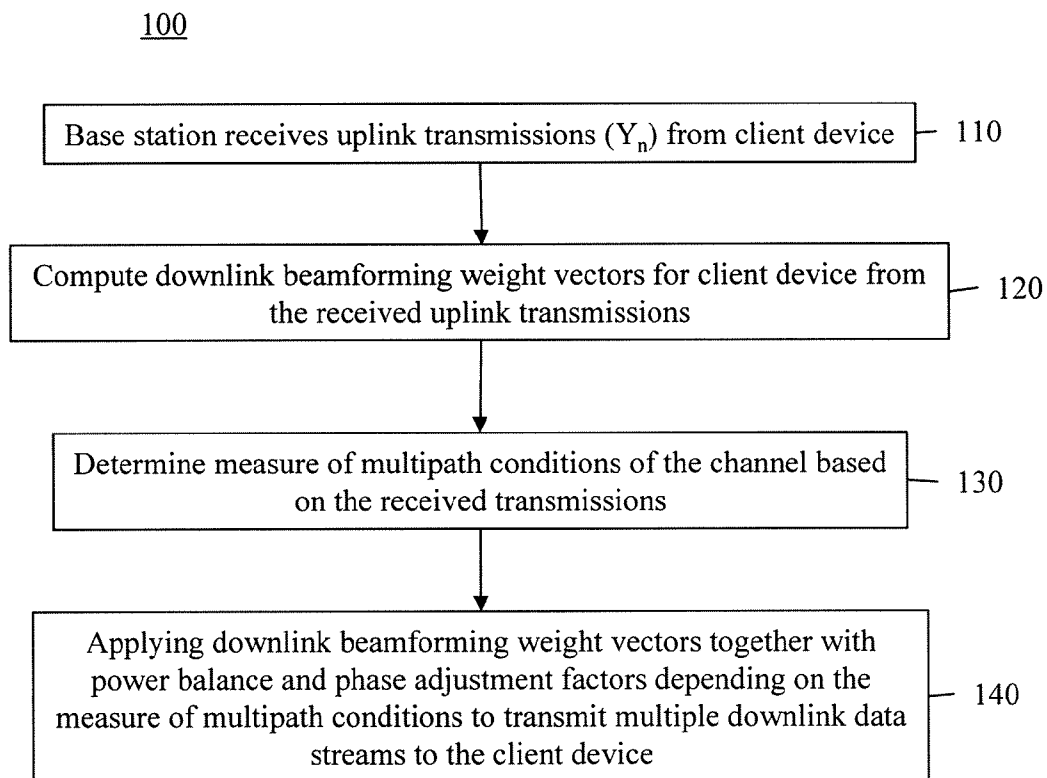 100
Base station receives uplink transmissions (Yn) from client device
110
Compute downlink beamforming weight vectors for client device from
the received uplink transmissions
120
Determine measure of multipath conditions of the channel based
on the received transmissions
130
Applying downlink beamforming weight vectors together with
power balance and phase adjustment factors depending on the
measure of multipath conditions to transmit multiple downlink data
streams to the client device
140